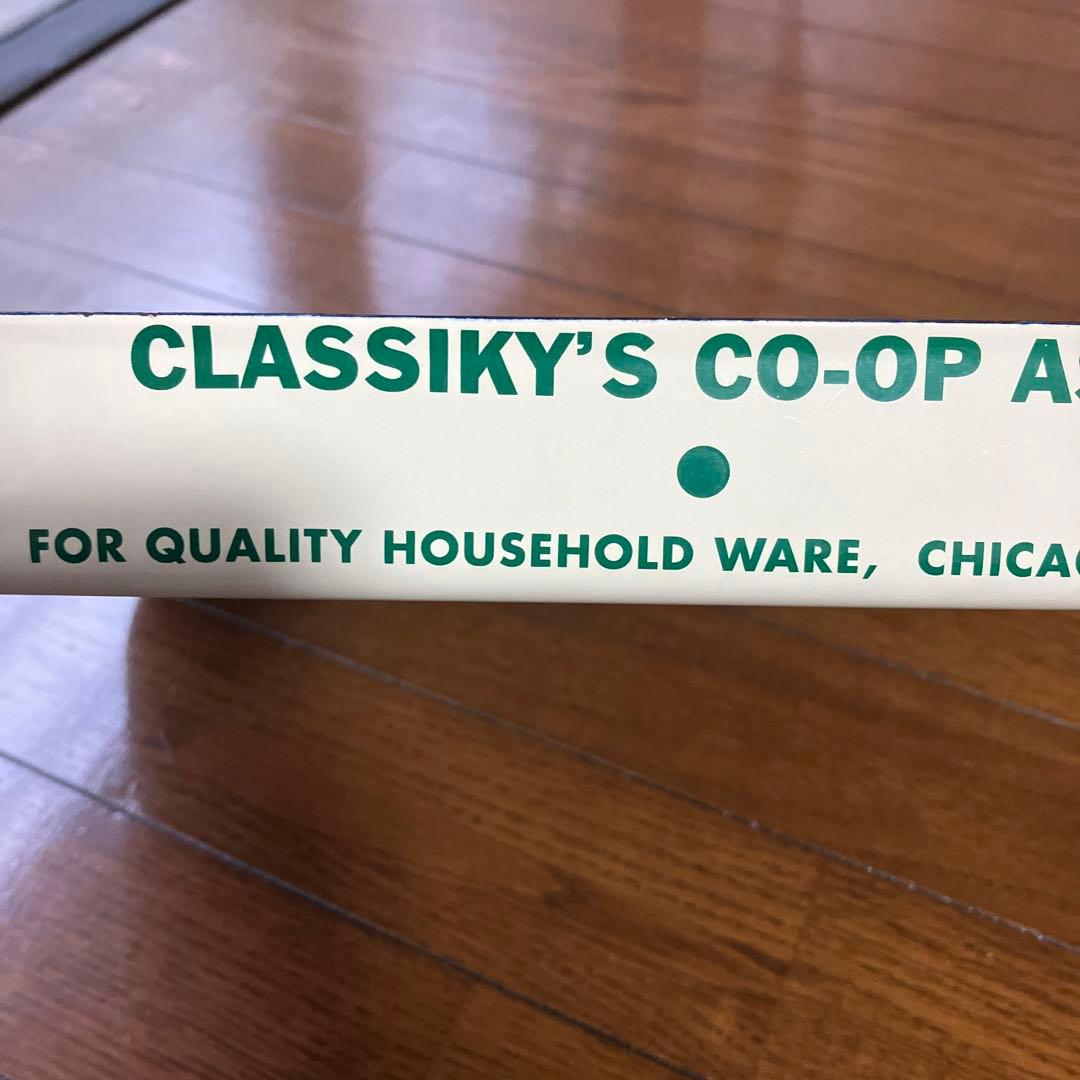 CLASSIKY'S CO-OP
FOR QUALITY HOUSEHOLD WARE,